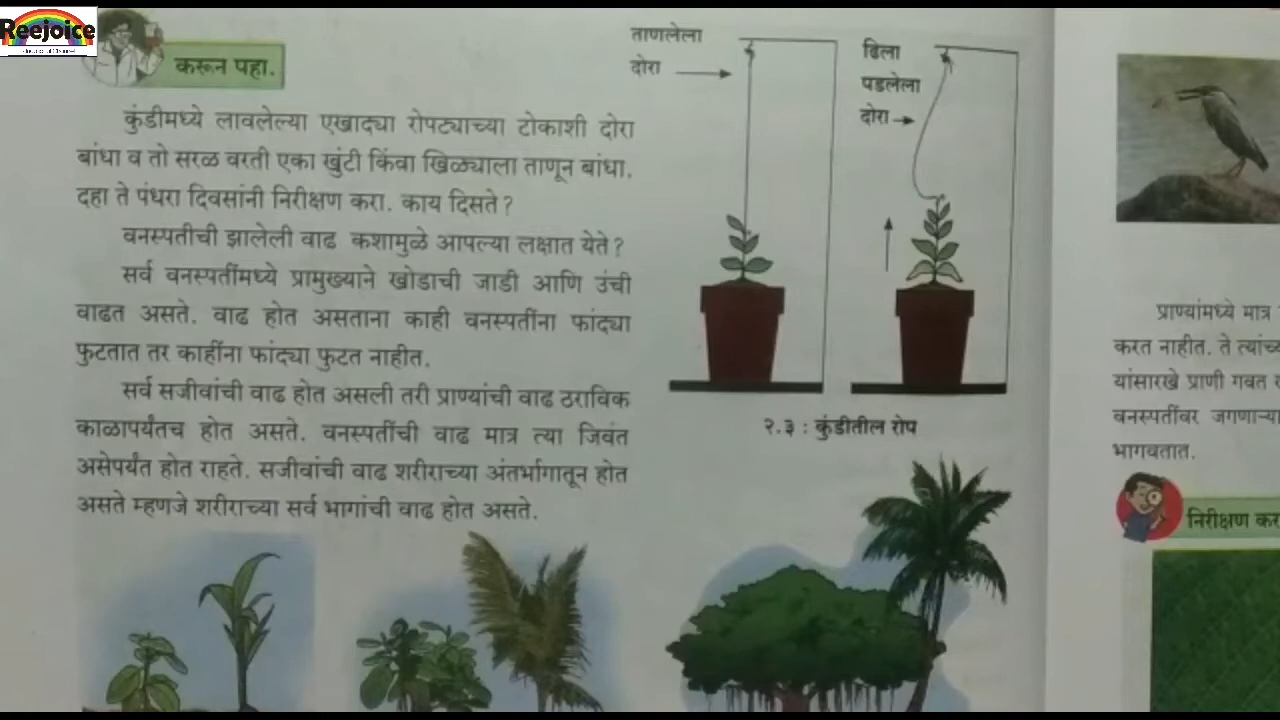 Reejoice
करून पहा.
कुंडीमध्ये लावलेल्या एखाद्या रोपट्याच्या टोकाशी दोरा
बांधा व तो सरळ वरती एका खुंटी किंवा खिळ्याला ताणून बांधा.
दहा ते पंधरा दिवसांनी निरीक्षण करा. काय दिसते ?
वनस्पतीची झालेली वाढ कशामुळे आपल्या लक्षात येते ?
सर्व वनस्पतींमध्ये प्रामुख्याने खोडाची जाडी आणि उंची
वाढत असते. वाढ होत असताना काही वनस्पतींना फांद्या
फुटतात तर काहींना फांद्या फुटत नाहीत.
सर्व सजीवांची वाढ होत असली तरी प्राण्यांची वाढ ठराविक
काळापर्यंतच होत असते. वनस्पतींची वाढ मात्र त्या जिवंत
असेपर्यंत होत राहते. सजीवांची वाढ शरीराच्या अंतर्भागातून होत
असते म्हणजे शरीराच्या सर्व भागांची वाढ होत असते.
ताणलेला
दोरा
ढिला
पडलेला
दोरा
२.३ : कुंडीतील रोप
प्राण्यांमध्ये मात्र
करत नाहीत. ते त्यांच्य
यांसारखे प्राणी गवत
वनस्पतींवर जगणाऱ्या
भागवतात.
निरीक्षण कर